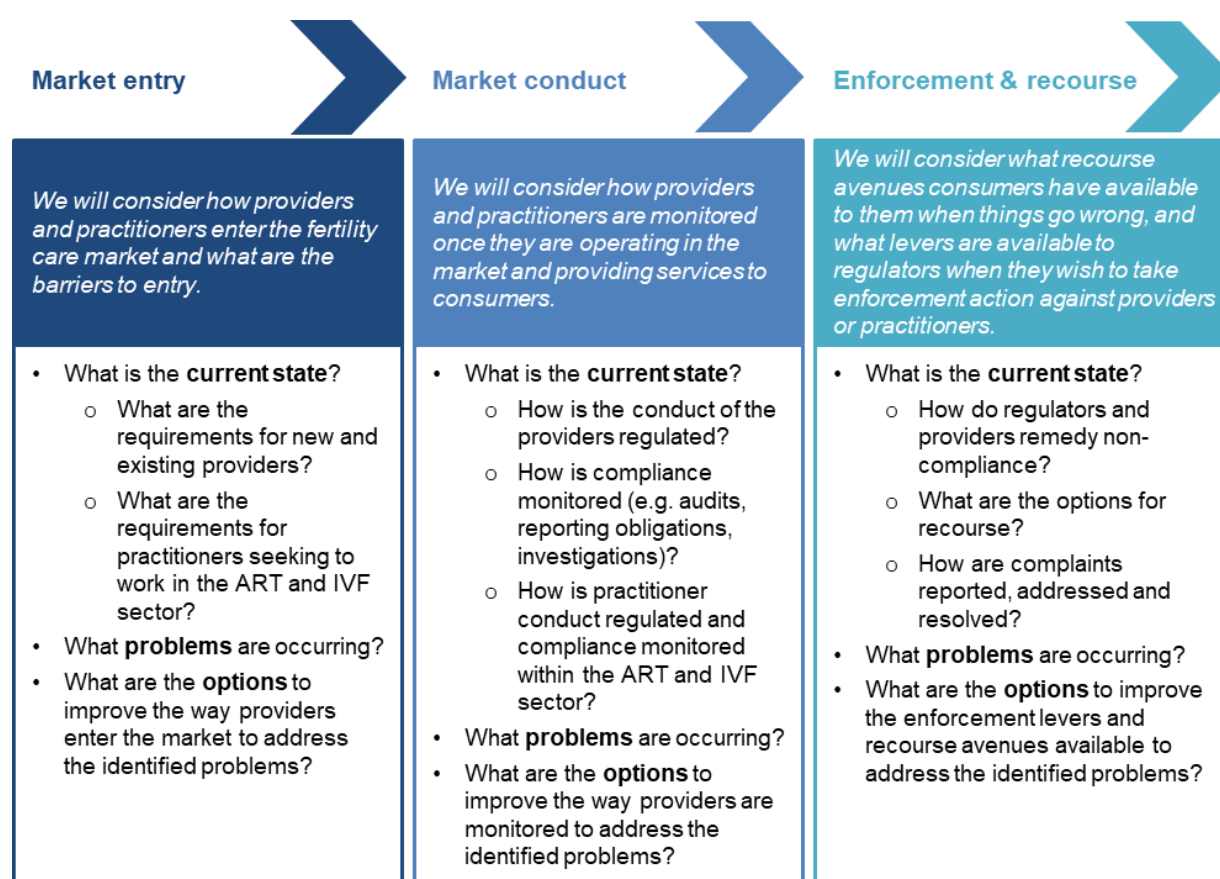 Market entry
We will consider how providers
and practitioners enter the fertility
care market and what are the
barriers to entry.
• What is the current state?
o What are the
requirements for new and
existing providers?
o What are the
requirements for
practitioners seeking to
work in the ART and IVF
sector?
• What problems are occurring?
• What are the options to
improve the way providers
enter the market to address
the identified problems?
Market conduct
We will consider how providers
and practitioners are monitored
once they are operating in the
market and providing services to
consumers.
• What is the current state?
o How is the conduct of the
providers regulated?
o How is compliance
monitored (e.g. audits,
reporting obligations,
investigations)?
o How is practitioner
conduct regulated and
compliance monitored
within the ART and IVF
sector?
• What problems are occurring?
• What are the options to
improve the way providers are
monitored to address the
identified problems?
Enforcement & recourse
We will consider what recourse
avenues consumers have available
to them when things go wrong, and
what levers are available to
regulators when they wish to take
enforcement action against providers
or practitioners.
• What is the current state?
o How do regulators and
providers remedy non-
compliance?
o What are the options for
recourse?
o How are complaints
reported, addressed and
resolved?
• What problems are occurring?
• What are the options to improve
the enforcement levers and
recourse avenues available to
address the identified problems?